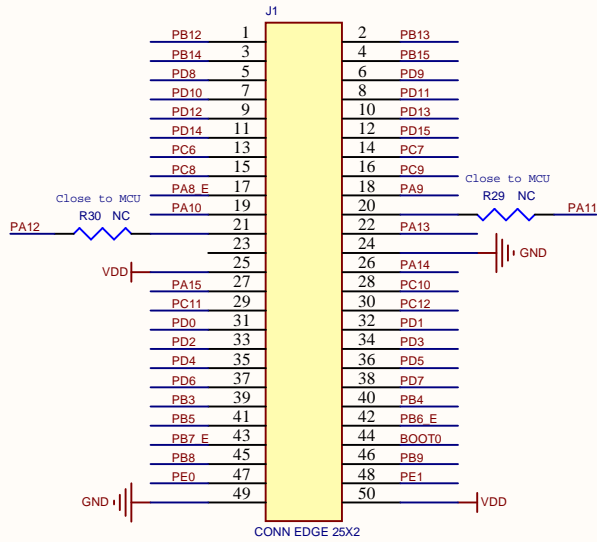 J1
PB12 1 2 PB13
PB14 3 4 PB15
PD8 5 6 PD9
PD10 7 8 PD11
PD12 9 10 PD13
PD14 11 12 PD15
PC6 13 14 PC7
PC8 15 16 PC9
Close to MCU Close to MCU
PA8_E 17 18 PA9 R29 NC
PA10 19 20 PA11
R30 NC
PA12 21 22 PA13
23 24 GND
VDD 25 26 PA14
PA15 27 28 PC10
PC11 29 30 PC12
PD0 31 32 PD1
PD2 33 34 PD3
PD4 35 36 PD5
PD6 37 38 PD7
PB3 39 40 PB4
PB5 41 42 PB6_E
PB7_E 43 44 BOOT0
PB8 45 46 PB9
PE0 47 48 PE1
GND 49 50 VDD
CONN EDGE 25X2